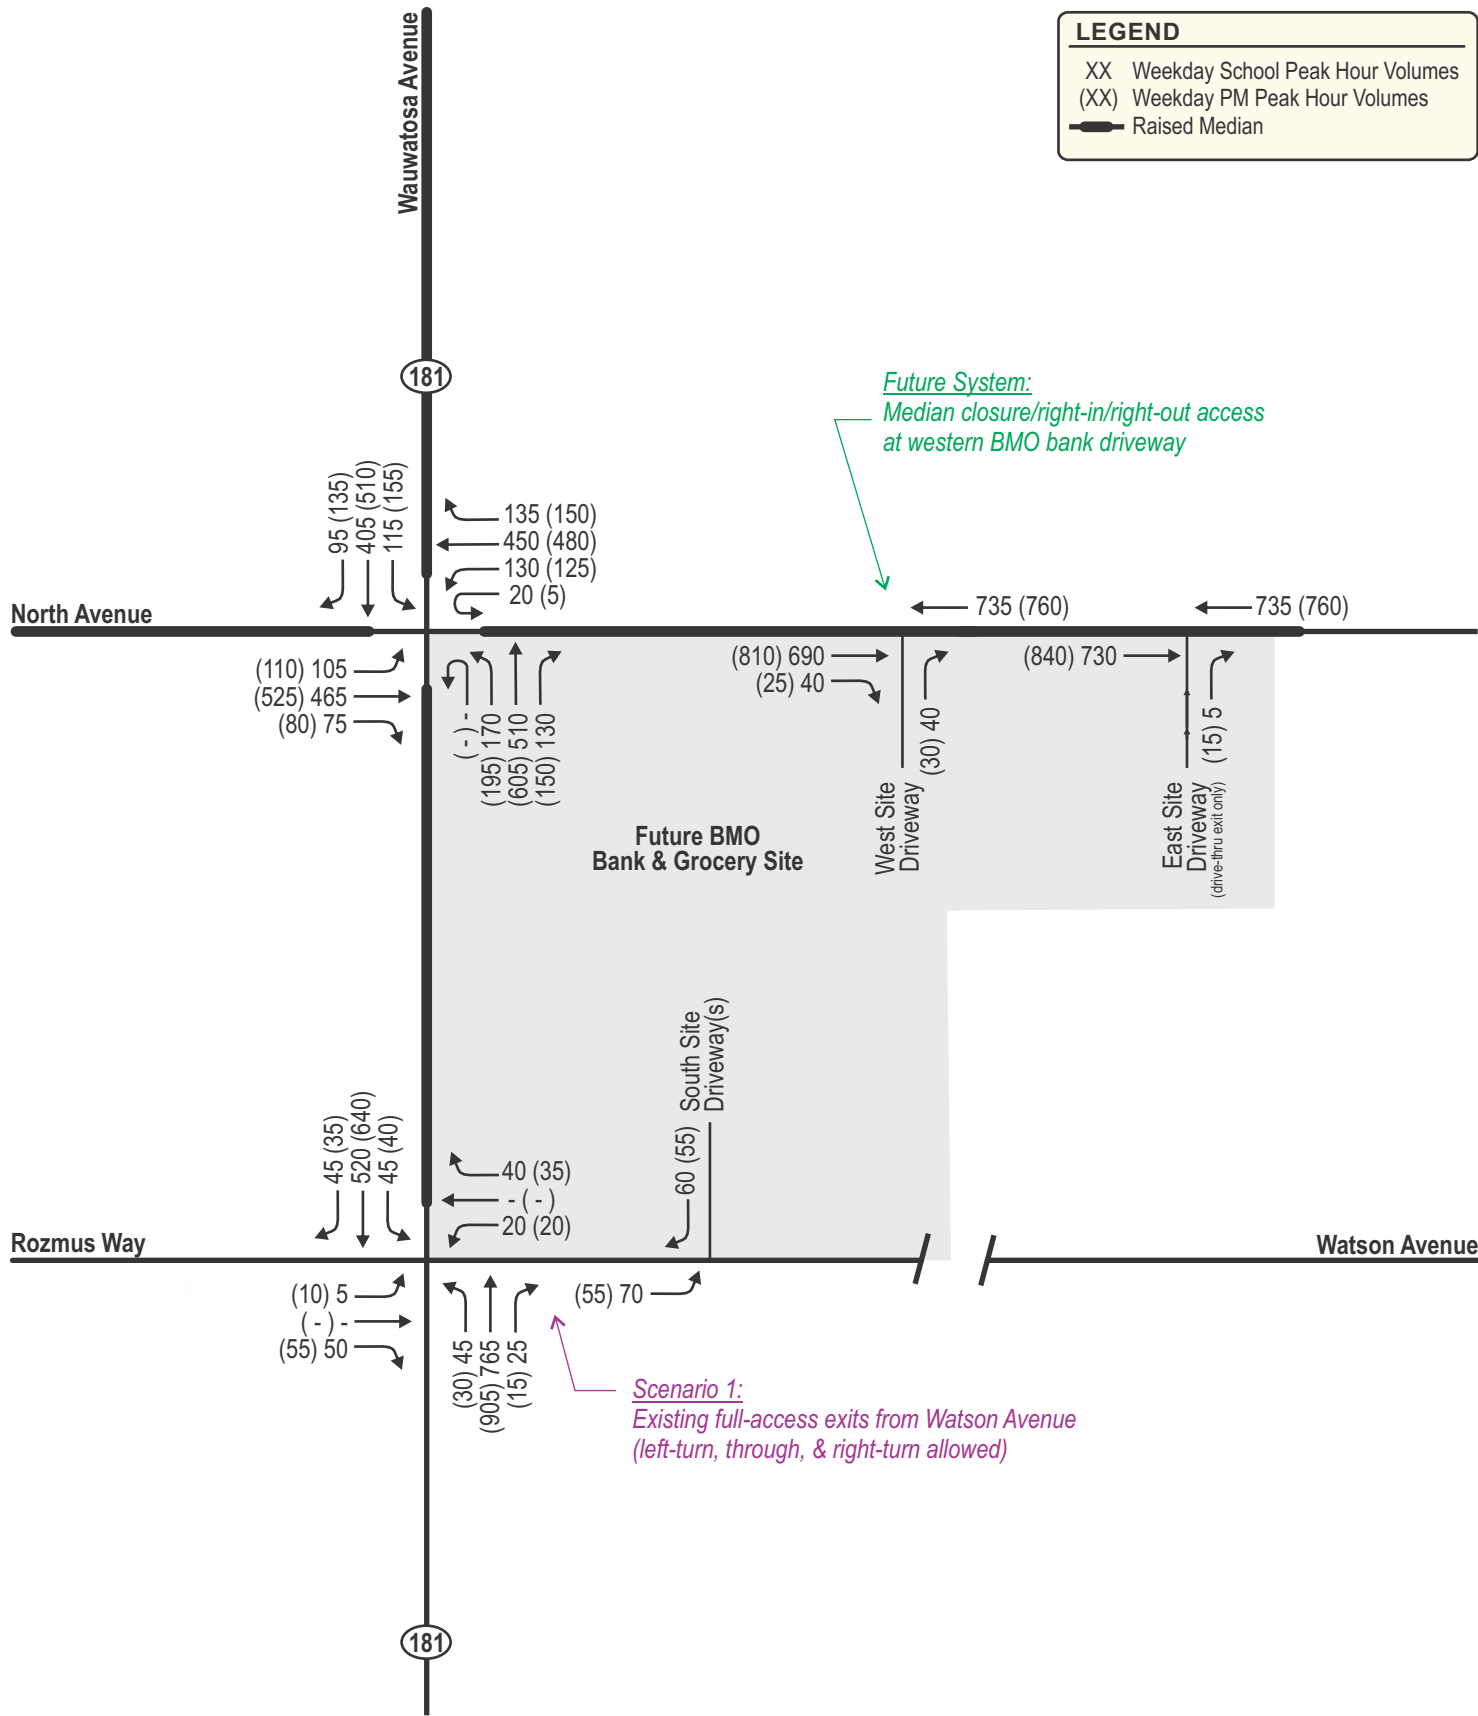 LEGEND
XX Weekday School Peak Hour Volumes
(XX) Weekday PM Peak Hour Volumes
Raised Median
Wauwatosa Avenue
181
Future System:
Median closure/right-in/right-out access
at western BMO bank driveway
95 (135)
405 (510)
115 (155)
135 (150)
450 (480)
130 (125)
20 (5)
North Avenue
735 (760)
735 (760)
(110) 105
(525) 465
(80) 75
( - ) -
(195) 170
(605) 510
(150) 130
(810) 690
(25) 40
(30) 40
(840) 730
(15) 5
West Site
Driveway
East Site
Driveway
(drive-thru exit only)
Future BMO
Bank & Grocery Site
South Site
Driveway(s)
45 (35)
520 (640)
45 (40)
40 (35)
- ( - )
20 (20)
60 (55)
Rozmus Way
Watson Avenue
(10) 5
( - ) -
(55) 50
(30) 45
(905) 765
(15) 25
(55) 70
Scenario 1:
Existing full-access exits from Watson Avenue
(left-turn, through, & right-turn allowed)
181